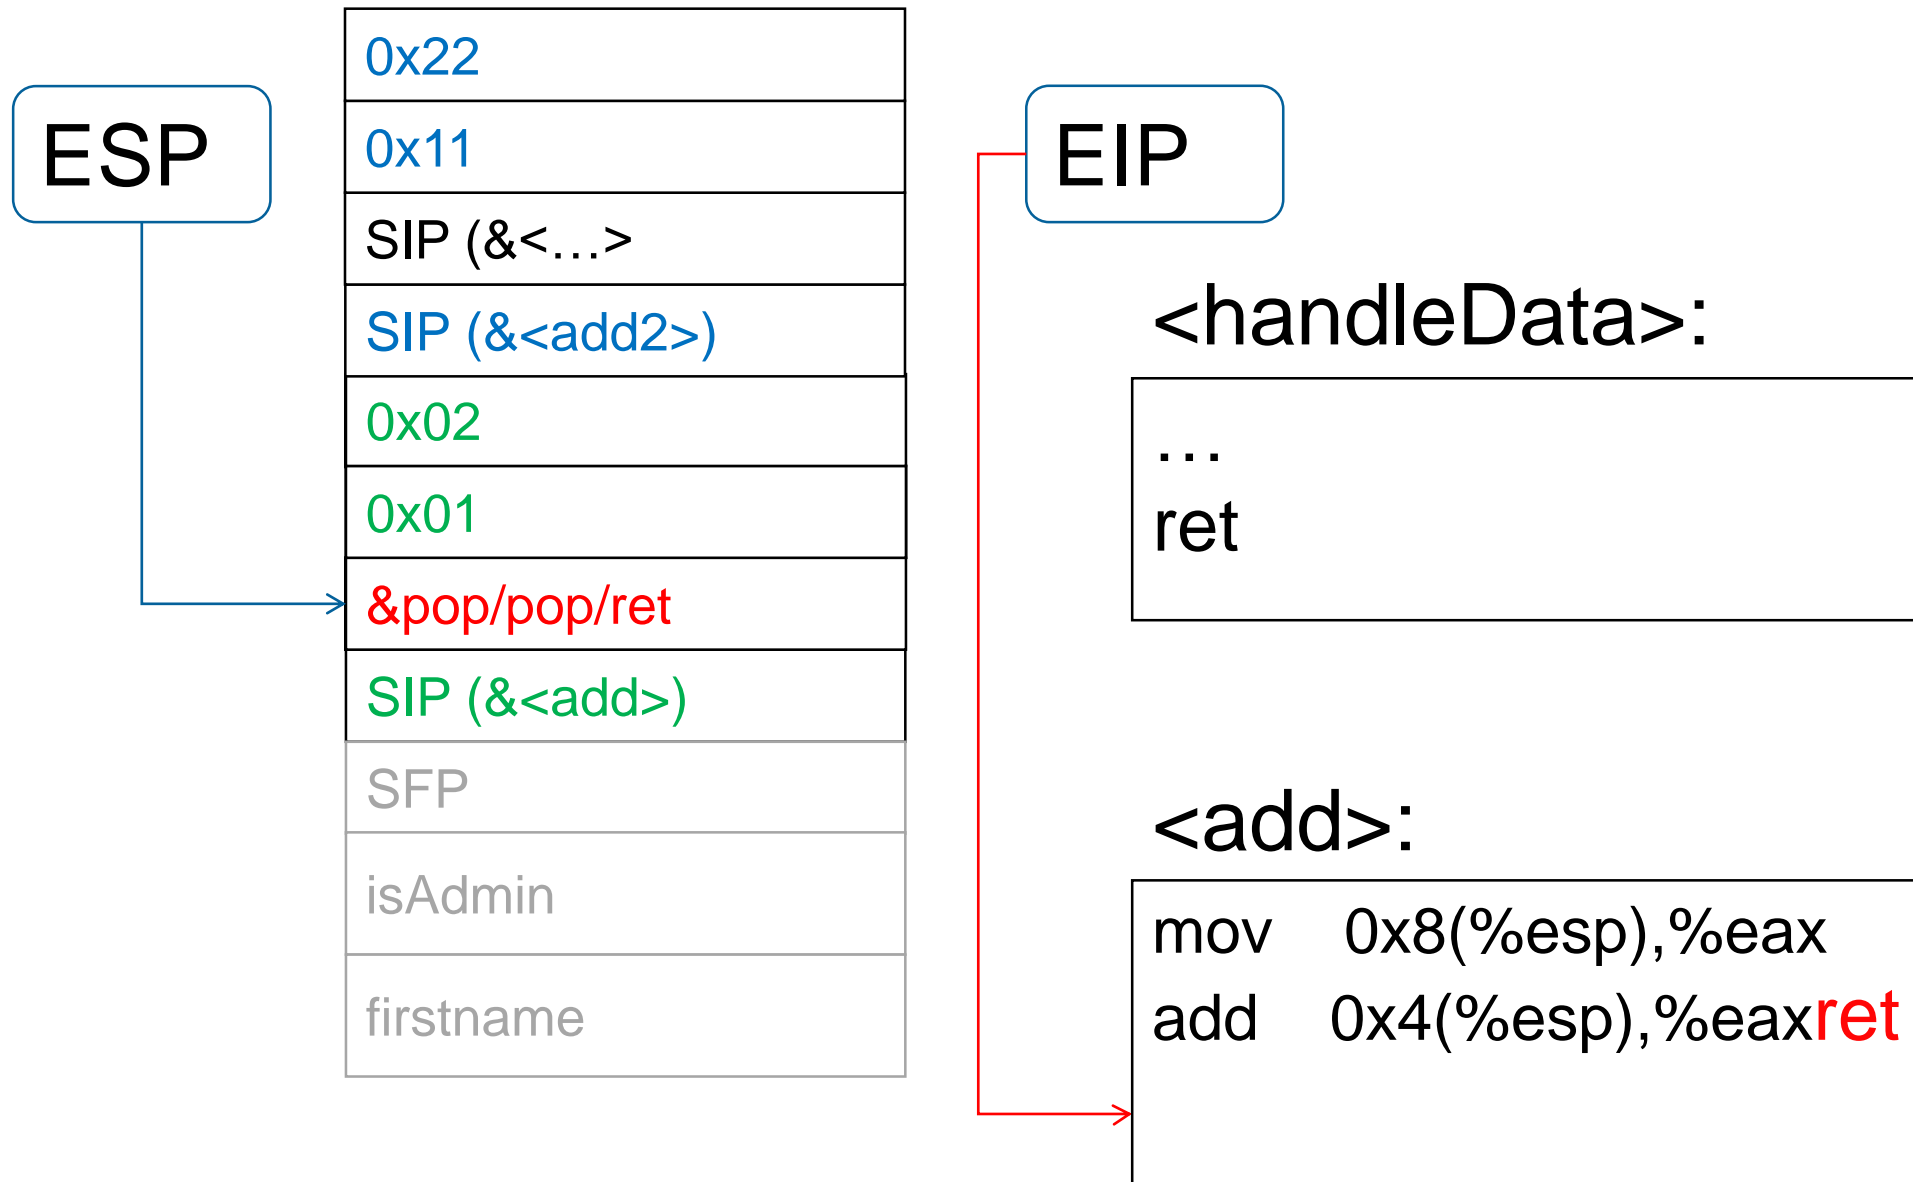 ESP
0x22
0x11
SIP (&<…>
SIP (&<add2>)
0x02
0x01
&pop/pop/ret
SIP (&<add>)
SFP
isAdmin
firstname
EIP
<handleData>:
…
ret
<add>:
mov 0x8(%esp),%eax
add 0x4(%esp),%eaxret